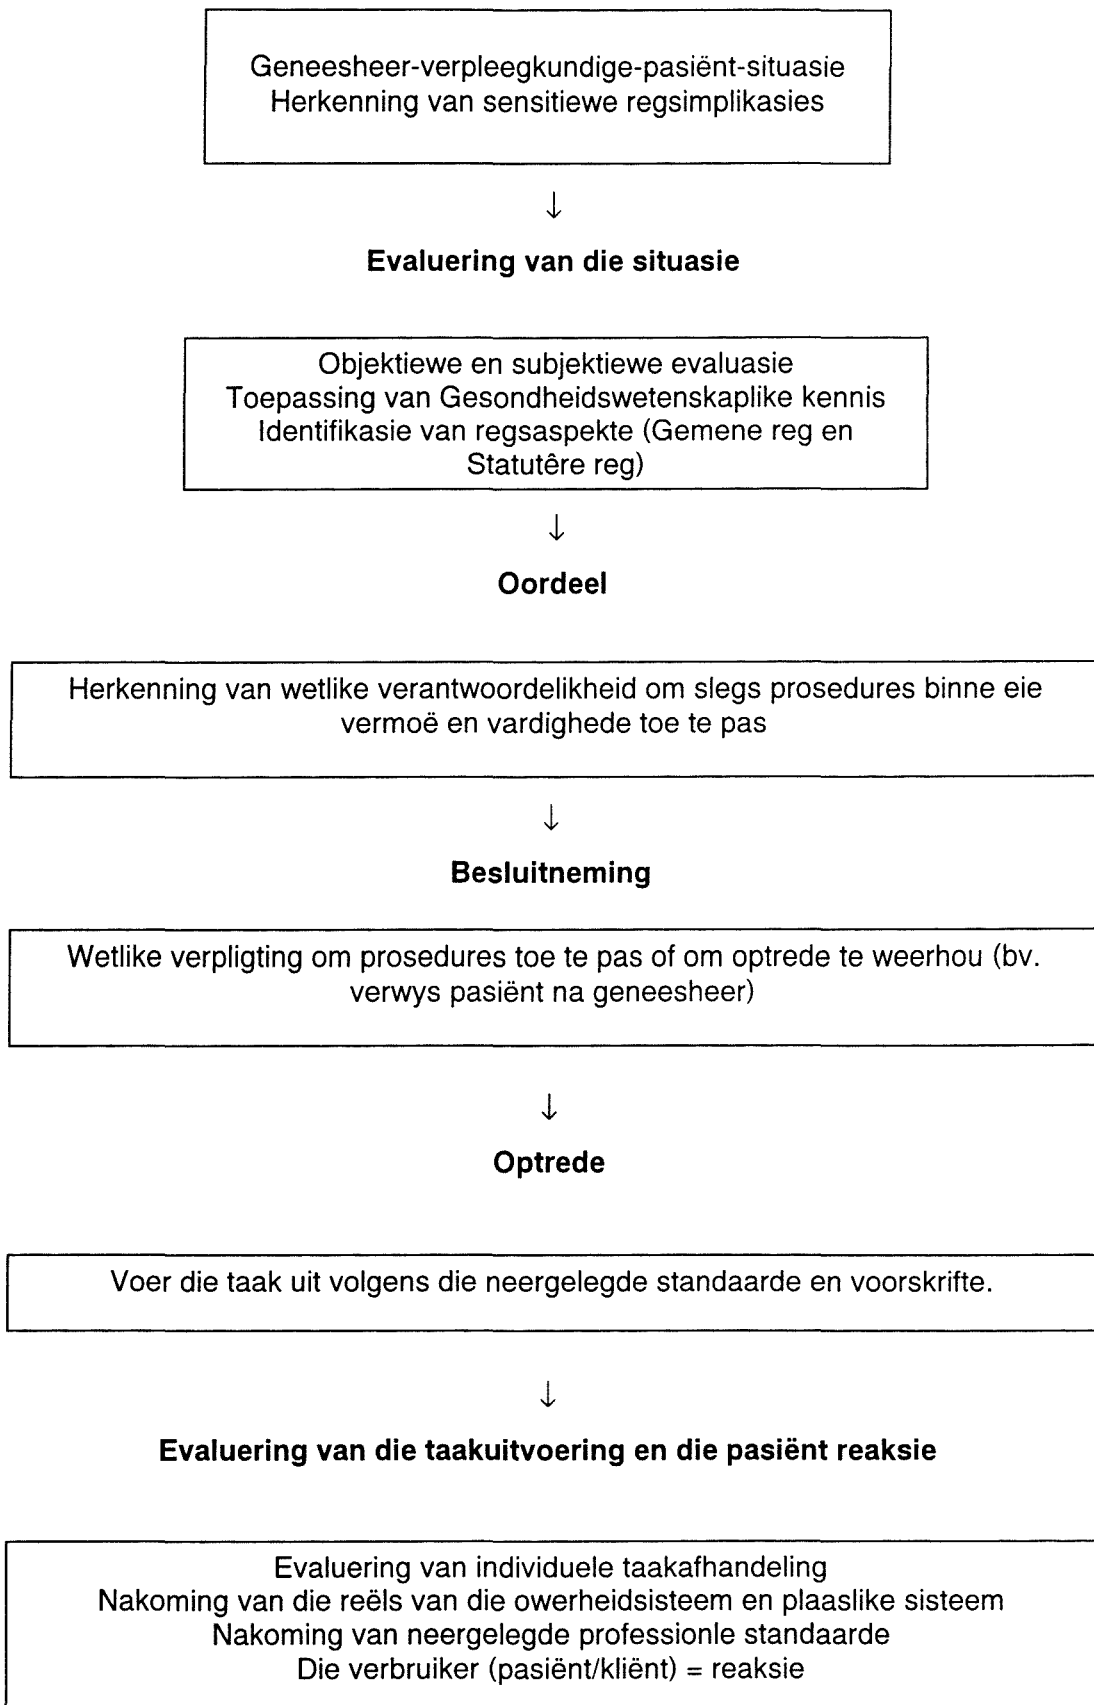 Geneesheer-verpleegkundige-pasiënt-situasie
Herkenning van sensitiewe regsimplikasies
↓
Evaluering van die situasie
Objektiewe en subjektiewe evaluasie
Toepassing van Gesondheidswetenskaplike kennis
Identifikasie van regsaspekte (Gemene reg en
Statutêre reg)
↓
Oordeel
Herkenning van wetlike verantwoordelikheid om slegs prosedures binne eie
vermoë en vardighede toe te pas
↓
Besluitneming
Wetlike verpligting om prosedures toe te pas of om optrede te weerhou (bv.
verwys pasiënt na geneesheer)
↓
Optrede
Voer die taak uit volgens die neergelegde standaarde en voorskrifte.
↓
Evaluering van die taakuitvoering en die pasiënt reaksie
Evaluering van individuele taakafhandeling
Nakoming van die reëls van die owerheidsisteem en plaaslike sisteem
Nakoming van neergelegde professionle standaarde
Die verbruiker (pasiënt/kliënt) = reaksie